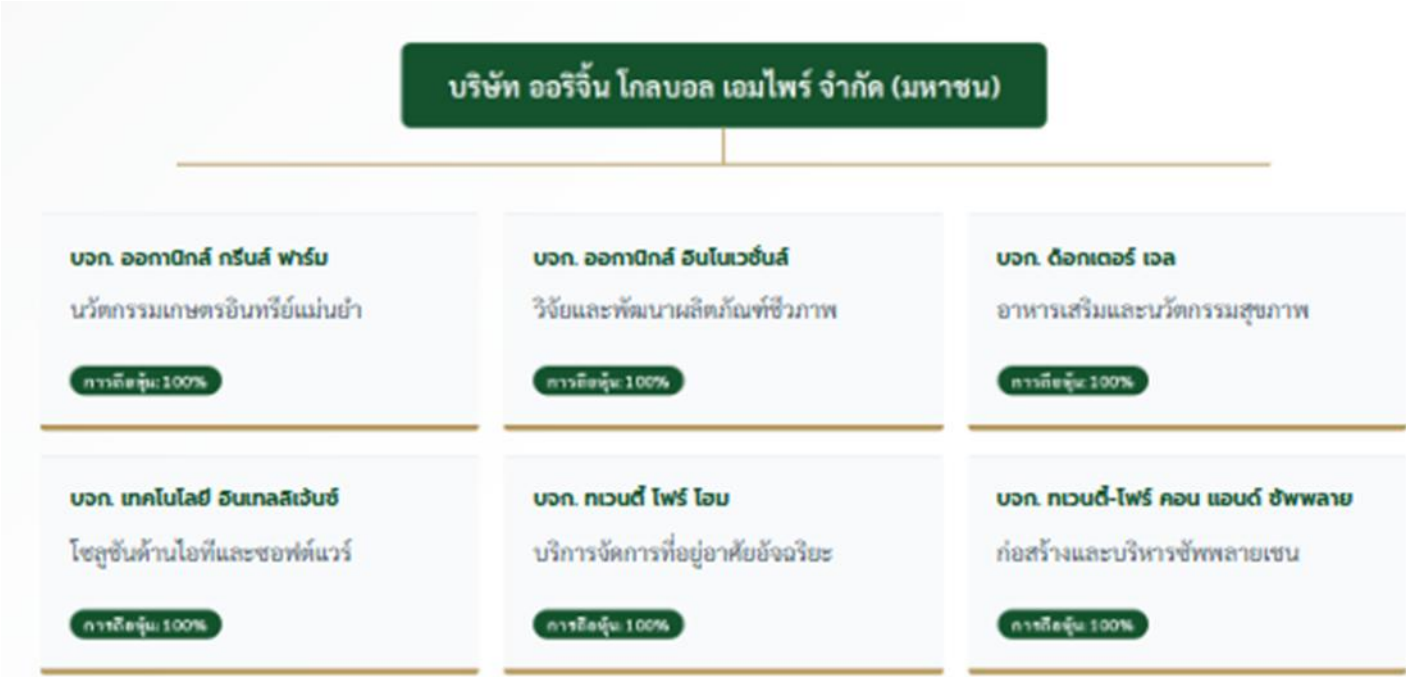 บริษัท ออริจิ้น โกลบอล เอมไพร์ จำกัด (มหาชน)
บจก. ออกานิกส์ กรีนส์ ฟาร์ม
นวัตกรรมเกษตรอินทรีย์แม่นยำ
การถือหุ้น: 100%
บจก. ออกานิกส์ อินโนเวชั่นส์
วิจัยและพัฒนาผลิตภัณฑ์ชีวภาพ
การถือหุ้น: 100%
บจก. ด็อกเตอร์ เจล
อาหารเสริมและนวัตกรรมสุขภาพ
การถือหุ้น: 100%
บจก. เทคโนโลยี อินเทลลิเจ้นซ์
โซลูชันด้านไอทีและซอฟต์แวร์
การถือหุ้น: 100%
บจก. ทเวนตี้ โฟร์ โฮม
บริการจัดการที่อยู่อาศัยอัจฉริยะ
การถือหุ้น: 100%
บจก. ทเวนตี้-โฟร์ คอน แอนด์ ซัพพลาย
ก่อสร้างและบริหารซัพพลายเชน
การถือหุ้น: 100%